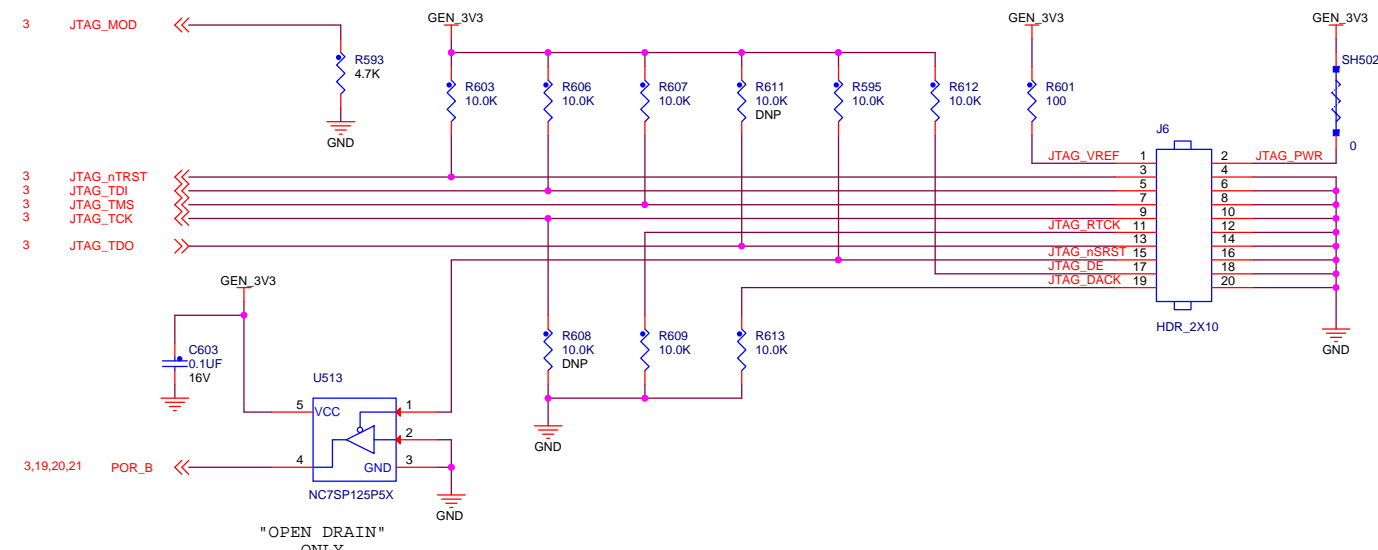 3 JTAG_MOD
R593
4.7K
GND
GEN_3V3
R603
10.0K
R606
10.0K
R607
10.0K
R611
10.0K
DNP
R595
10.0K
R612
10.0K
GEN_3V3
R601
100
GEN_3V3
SH502
0
J6
JTAG_VREF 1 2 JTAG_PWR
3 JTAG_nTRST 3 4
3 JTAG_TDI 5 6
3 JTAG_TMS 7 8
3 JTAG_TCK 9 10
JTAG_RTCK 11 12
3 JTAG_TDO 13 14
JTAG_nSRST 15 16
JTAG_DE 17 18
JTAG_DACK 19 20
HDR_2X10
GND
GEN_3V3
C603
0.1UF
16V
R608
10.0K
DNP
R609
10.0K
R613
10.0K
GND
U513
5 VCC 1
2
3,19,20,21 POR_B 4 GND 3
NC7SP125P5X
GND
"OPEN DRAIN"
ONLY